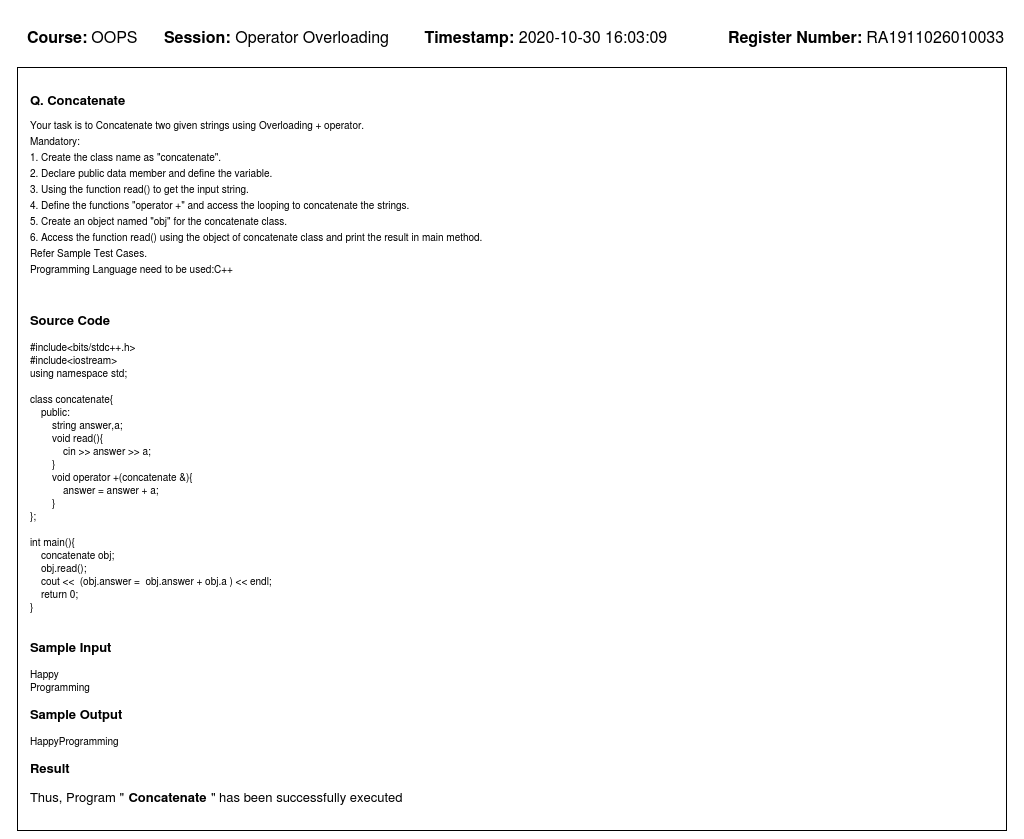 Course: OOPS Session: Operator Overloading Timestamp: 2020-10-30 16:03:09 Register Number: RA1911026010033
Q. Concatenate
Your task is to Concatenate two given strings using Overloading + operator.
Mandatory:
1. Create the class name as "concatenate".
2. Declare public data member and define the variable.
3. Using the function read() to get the input string.
4. Define the functions "operator +" and access the looping to concatenate the strings.
5. Create an object named "obj" for the concatenate class.
6. Access the function read() using the object of concatenate class and print the result in main method.
Refer Sample Test Cases.
Programming Language need to be used:C++
Source Code
#include<bits/stdc++.h>
#include<iostream>
using namespace std;
class concatenate{
public:
string answer,a;
void read(){
cin >> answer >> a;
}
void operator +(concatenate &){
answer = answer + a;
}
};
int main(){
concatenate obj;
obj.read();
cout <<  (obj.answer =  obj.answer + obj.a ) << endl;
return 0;
}
Sample Input
Happy
Programming
Sample Output
HappyProgramming
Result
Thus, Program " Concatenate " has been successfully executed